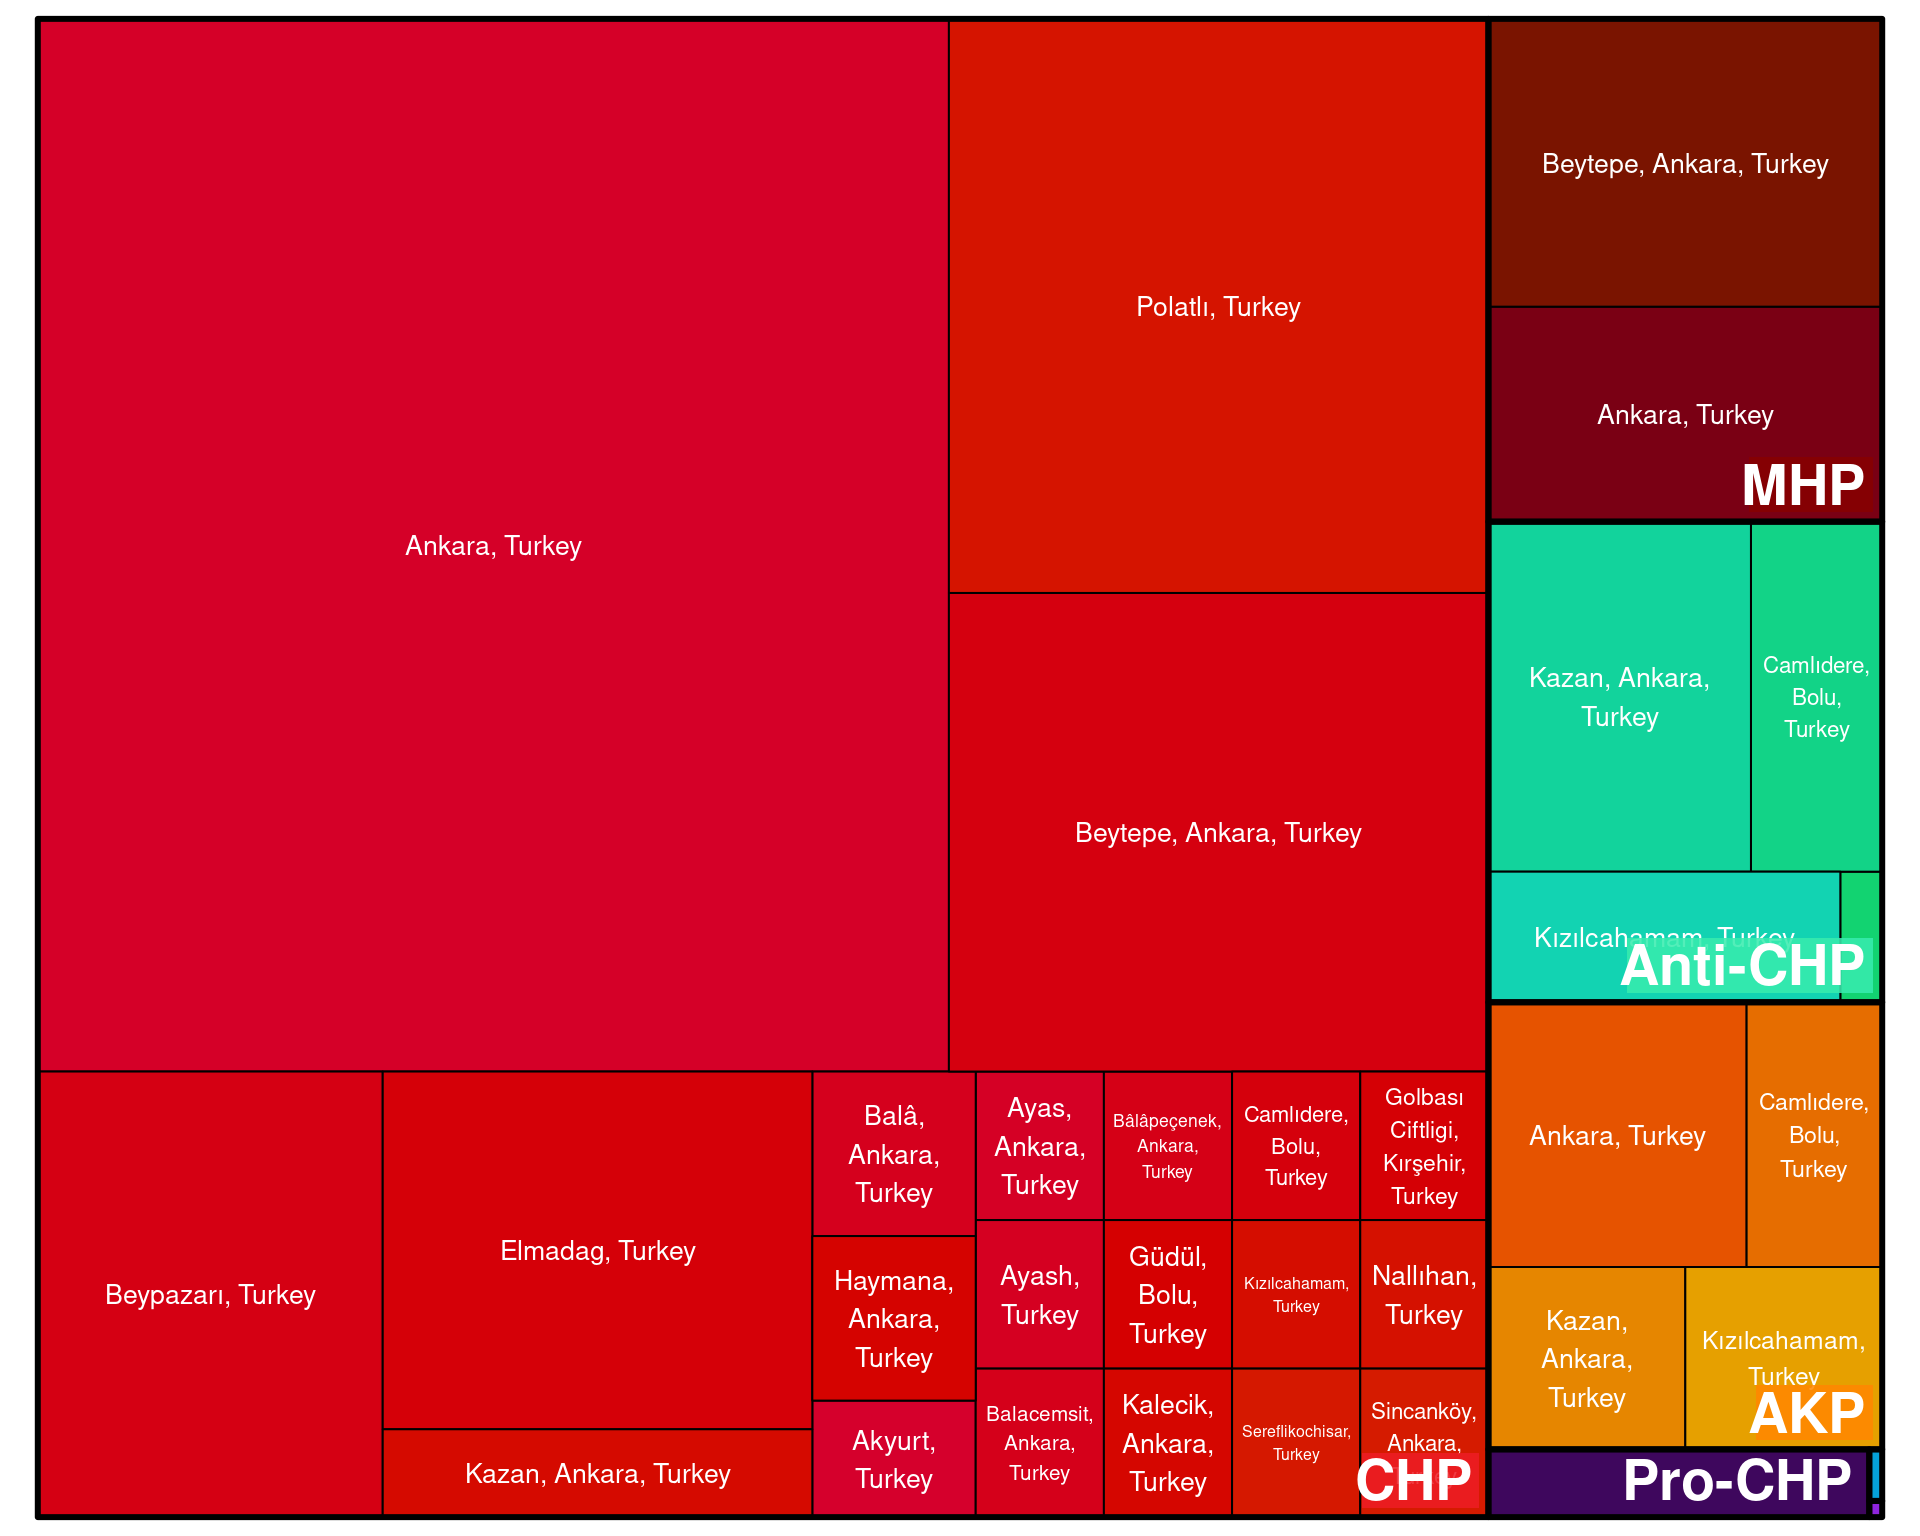 Ankara, Turkey
Polatlı, Turkey
Beytepe, Ankara, Turkey
Beypazarı, Turkey
Elmadag, Turkey
Kazan, Ankara, Turkey
Balâ,
Ankara,
Turkey
Haymana,
Ankara,
Turkey
Akyurt,
Turkey
Ayas,
Ankara,
Turkey
Ayash,
Turkey
Balacemsit,
Ankara,
Turkey
Bâlâpeçenek,
Ankara,
Turkey
Güdül,
Bolu,
Turkey
Kalecik,
Ankara,
Turkey
Camlıdere,
Bolu,
Turkey
Kızılcahamam,
Turkey
Sereflikochisar,
Turkey
Golbası
Ciftligi,
Kırşehir,
Turkey
Nallıhan,
Turkey
Sincanköy,
Ankara,
CHP
Beytepe, Ankara, Turkey
Ankara, Turkey
MHP
Kazan, Ankara,
Turkey
Camlıdere,
Bolu,
Turkey
Kızılcahamam, Turkey
Anti-CHP
Ankara, Turkey
Camlıdere,
Bolu,
Turkey
Kazan,
Ankara,
Turkey
Kızılcahamam,
Turkey
AKP
Pro-CHP